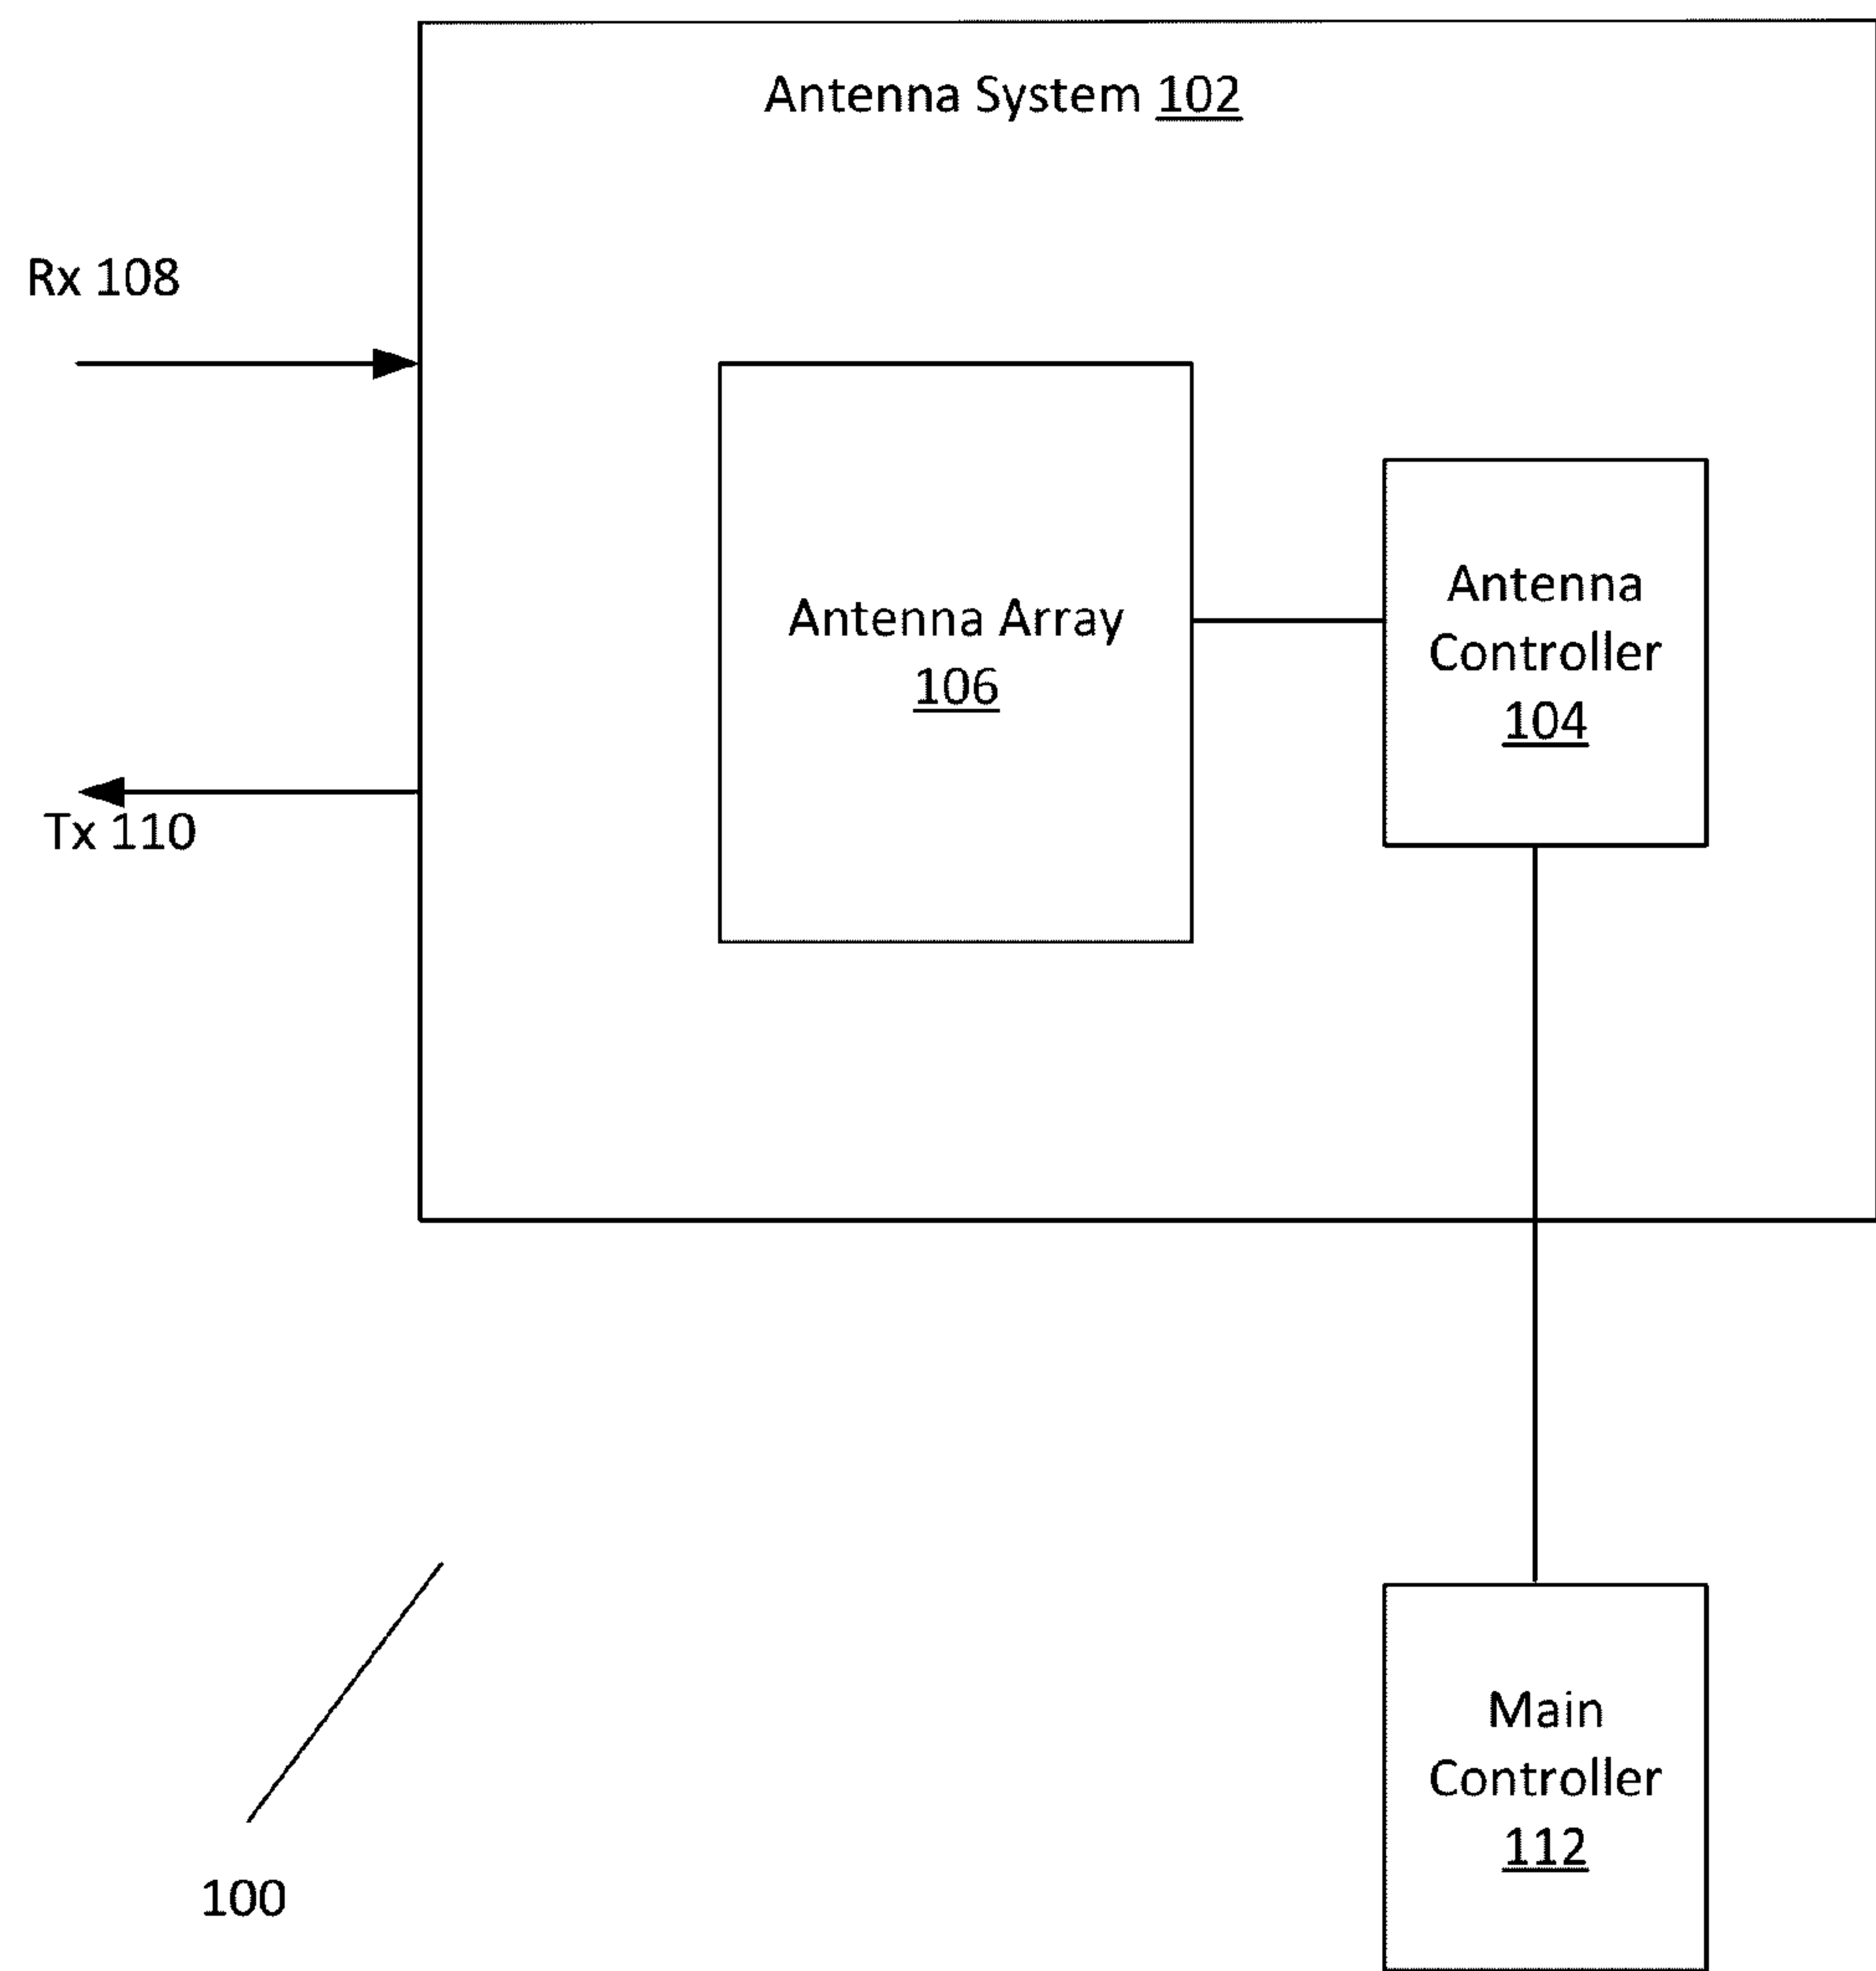 Antenna System 102
Rx 108
Antenna Array
106
Antenna
Controller
104
Tx 110
Main
Controller
112
100